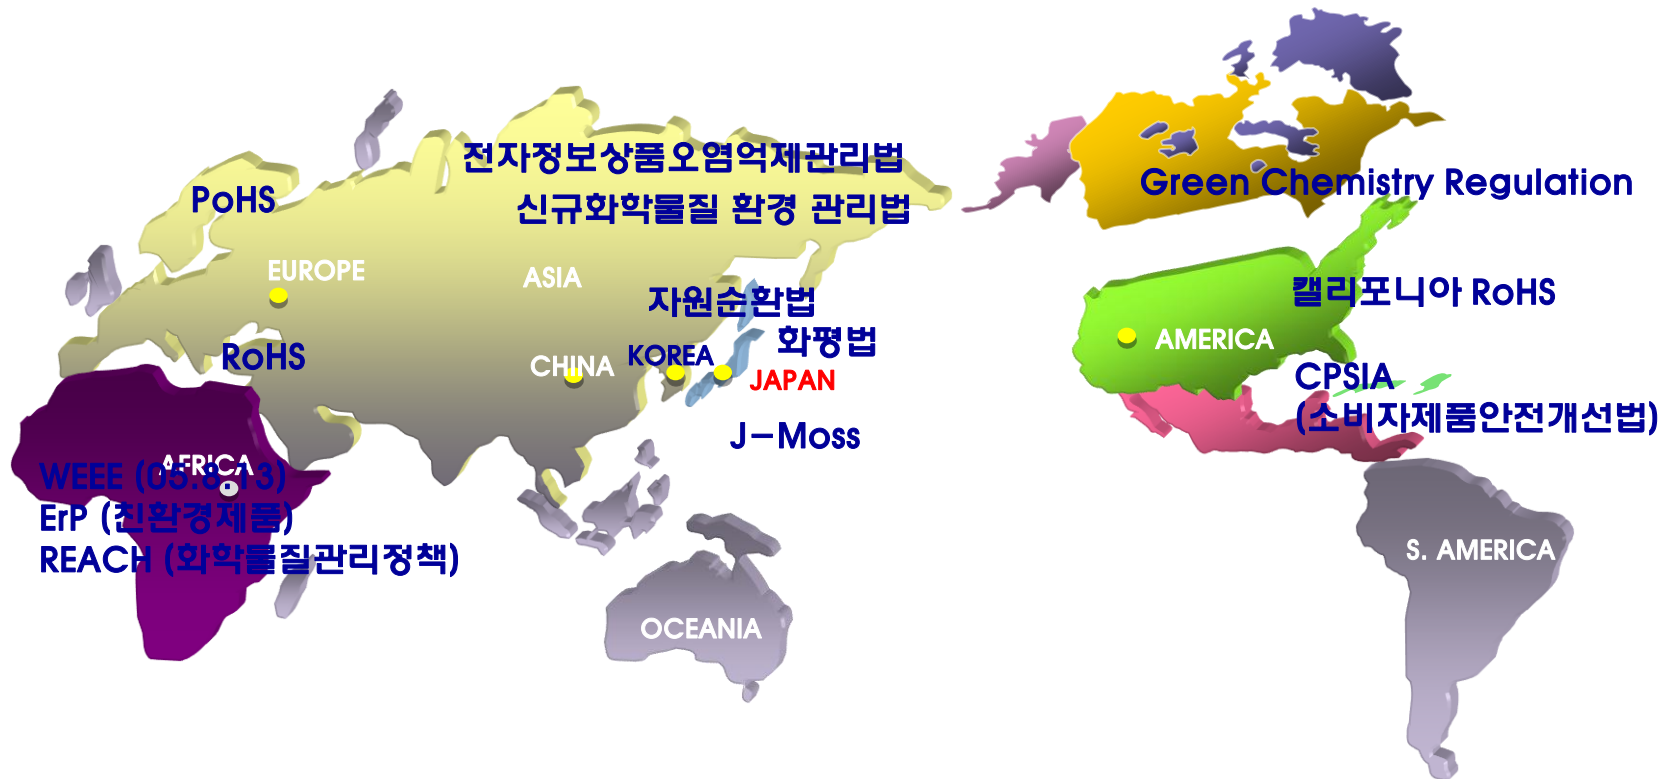 전자정보상품오염억제관리법
신규화학물질 환경 관리법
PoHS
EUROPE
ASIA
자원순환법
화평법
RoHS
CHINA
KOREA
JAPAN
J-Moss
AFRICA
WEEE (05.8.13)
ErP (친환경제품)
REACH (화학물질관리정책)
OCEANIA
Green Chemistry Regulation
캘리포니아 RoHS
AMERICA
CPSIA
(소비자제품안전개선법)
S. AMERICA